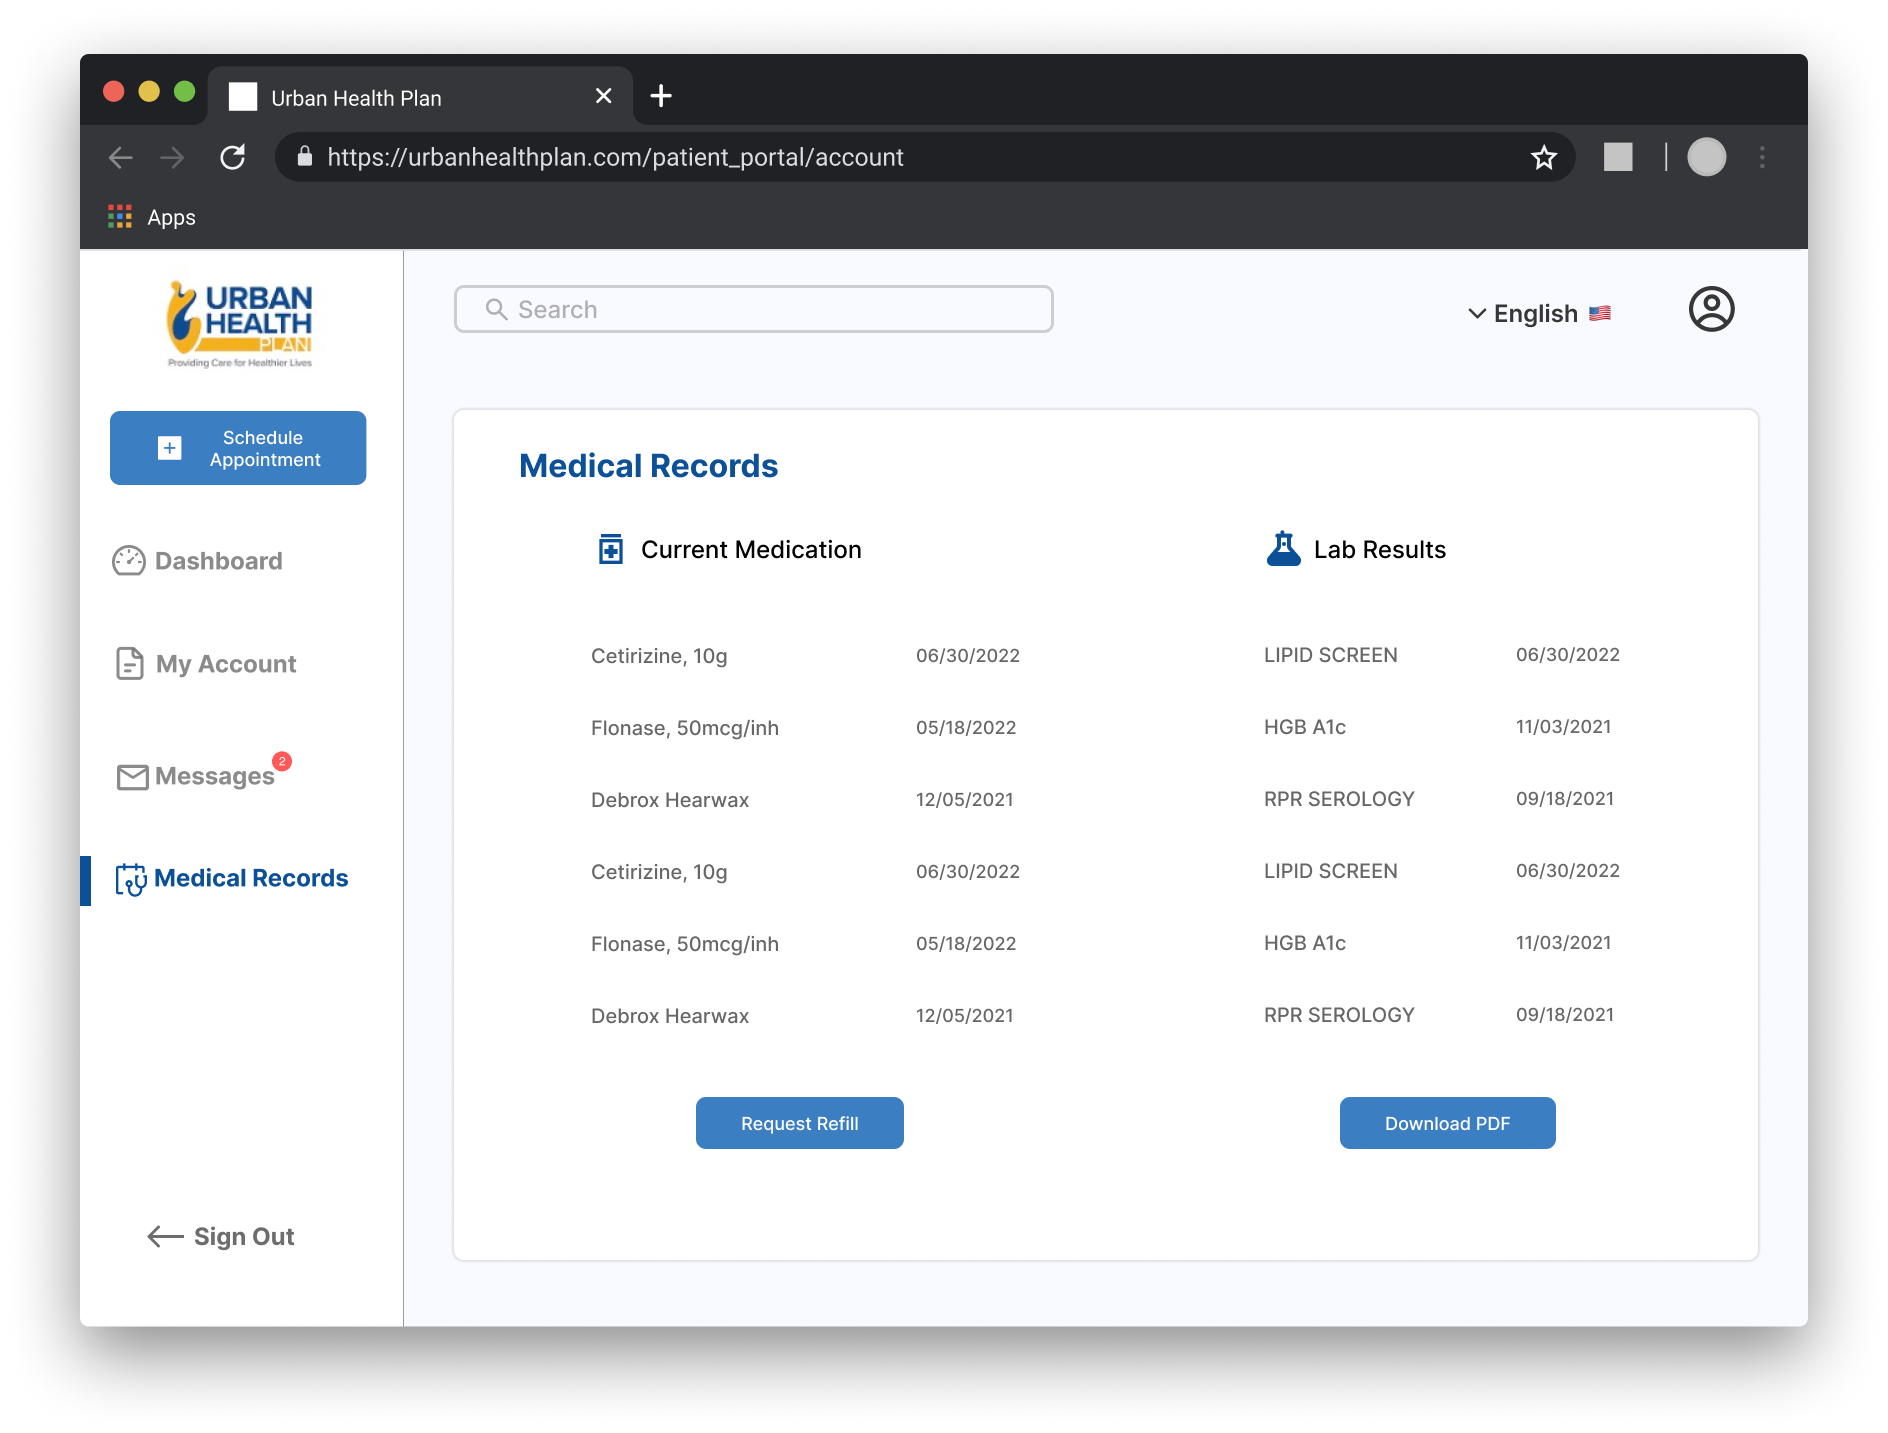 Urban Health Plan
https://urbanhealthplan.com/patient_portal/account
Apps
URBAN
HEALTH
PLAN
Providing Care for Healthier Lives
Search
English
Schedule
Appointment
Dashboard
My Account
Messages 2
Medical Records
Sign Out
Medical Records
Current Medication
Cetirizine, 10g 06/30/2022
Flonase, 50mcg/inh 05/18/2022
Debrox Hearwax 12/05/2021
Cetirizine, 10g 06/30/2022
Flonase, 50mcg/inh 05/18/2022
Debrox Hearwax 12/05/2021
Request Refill
Lab Results
LIPID SCREEN 06/30/2022
HGB A1c 11/03/2021
RPR SEROLOGY 09/18/2021
LIPID SCREEN 06/30/2022
HGB A1c 11/03/2021
RPR SEROLOGY 09/18/2021
Download PDF